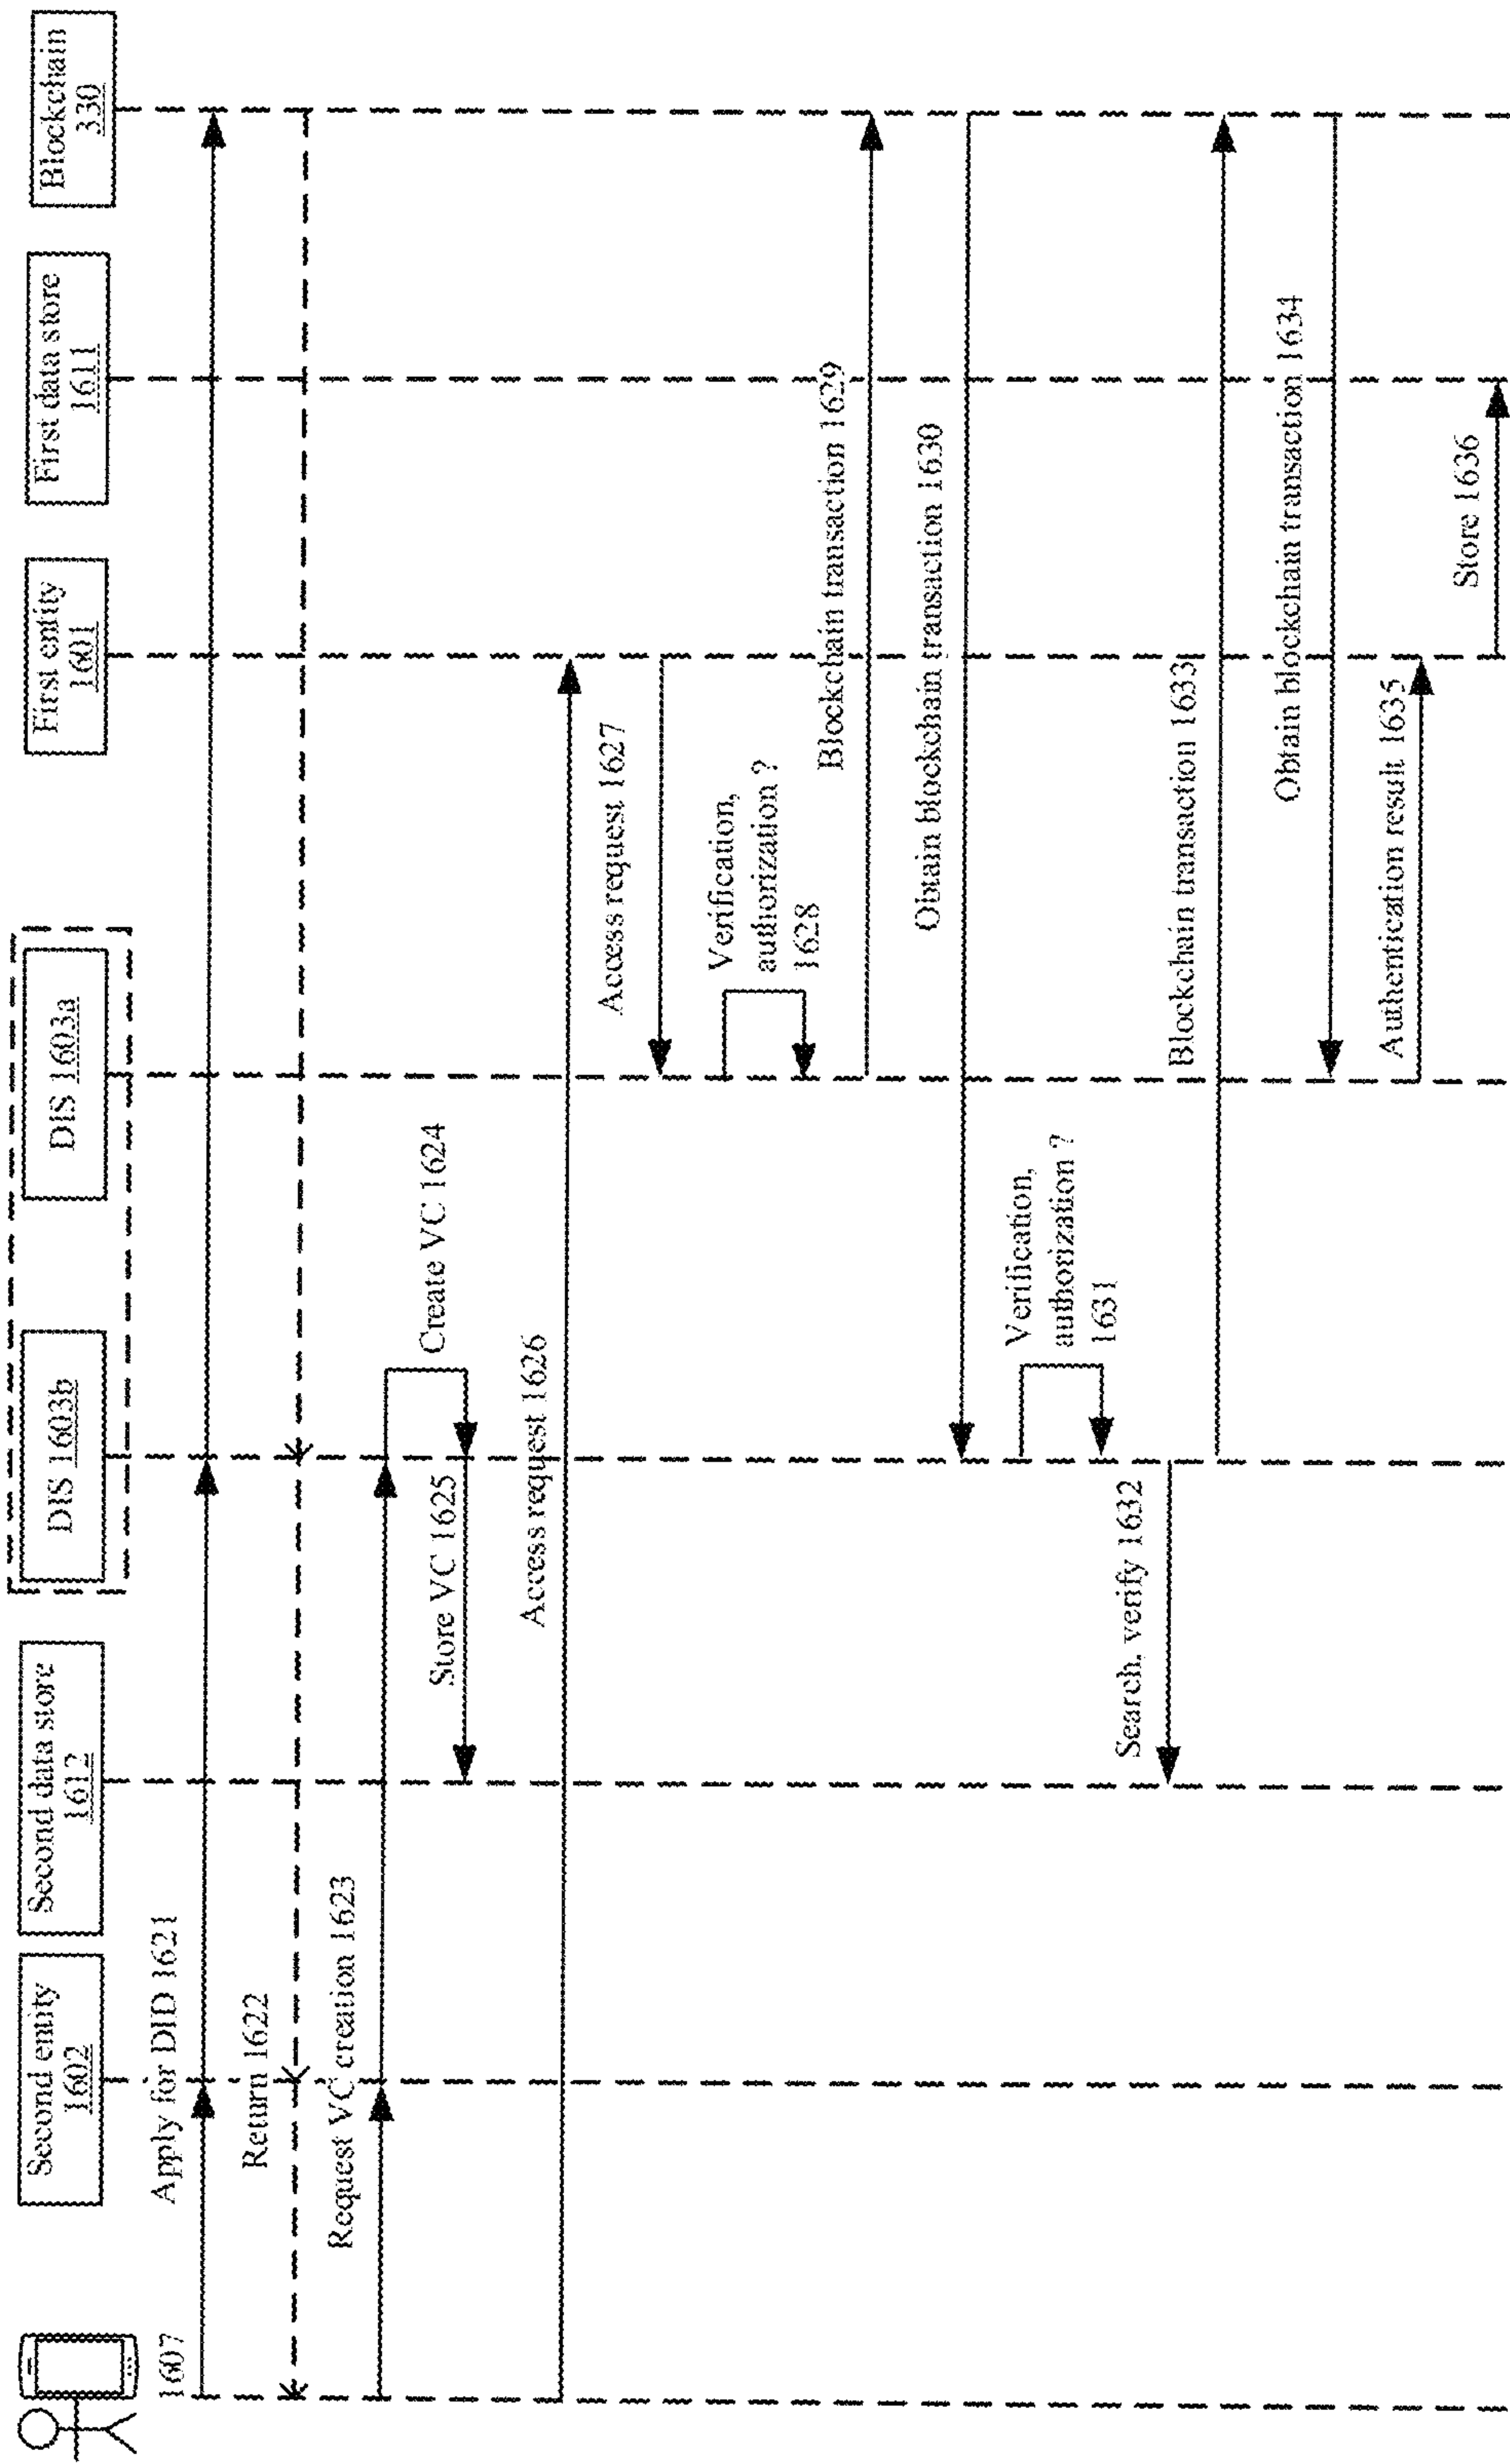 Second entity
1602
Second data store
1612
DIS 1603b
DIS 1603a
First entity
1601
First data store
1611
Blockchain
330
1607
Apply for DID 1621
Return 1622
Request VC creation 1623
Create VC 1624
Store VC 1625
Access request 1626
Access request 1627
Verification,
authorization ?
1628
Blockchain transaction 1629
Obtain blockchain transaction 1630
Verification,
authorization ?
1631
Search, verify 1632
Blockchain transaction 1633
Obtain blockchain transaction 1634
Authentication result 1635
Store 1636